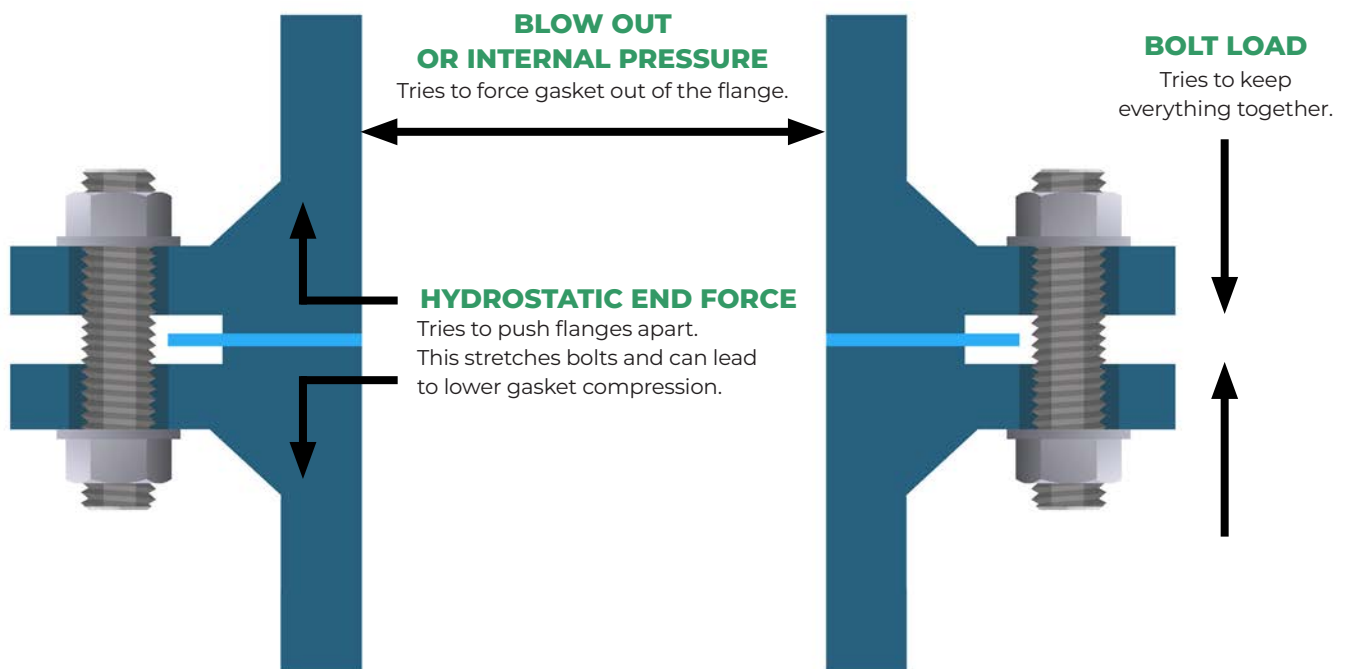 BLOW OUT
OR INTERNAL PRESSURE
Tries to force gasket out of the flange.
BOLT LOAD
Tries to keep
everything together.
HYDROSTATIC END FORCE
Tries to push flanges apart.
This stretches bolts and can lead
to lower gasket compression.